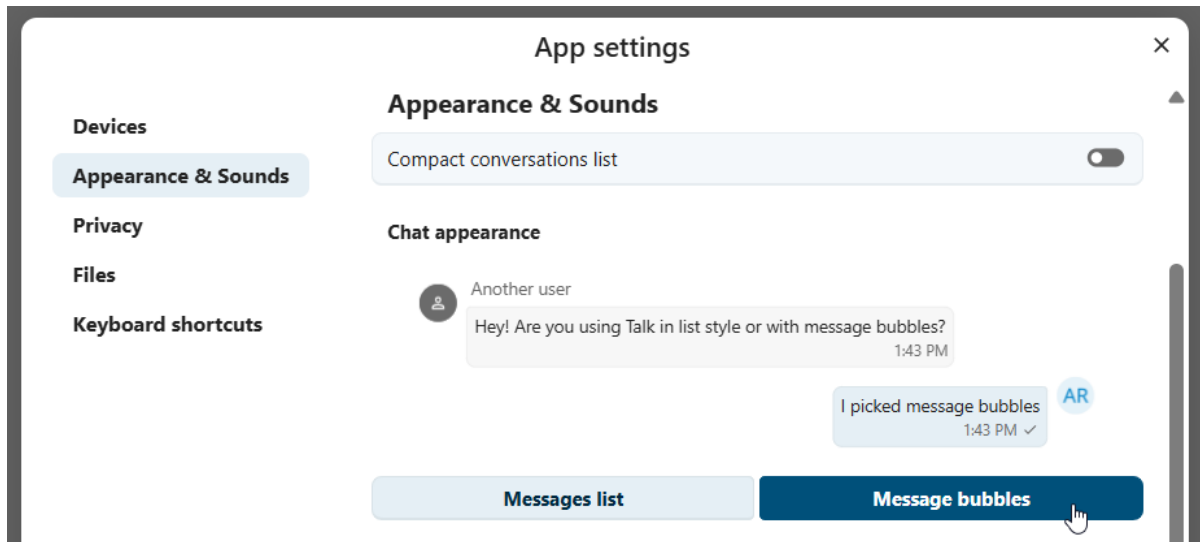 App settings
Devices
Appearance & Sounds
Privacy
Files
Keyboard shortcuts
Appearance & Sounds
Compact conversations list
Chat appearance
Another user
Hey! Are you using Talk in list style or with message bubbles?
1:43 PM
AR
I picked message bubbles
1:43 PM
Messages list
Message bubbles